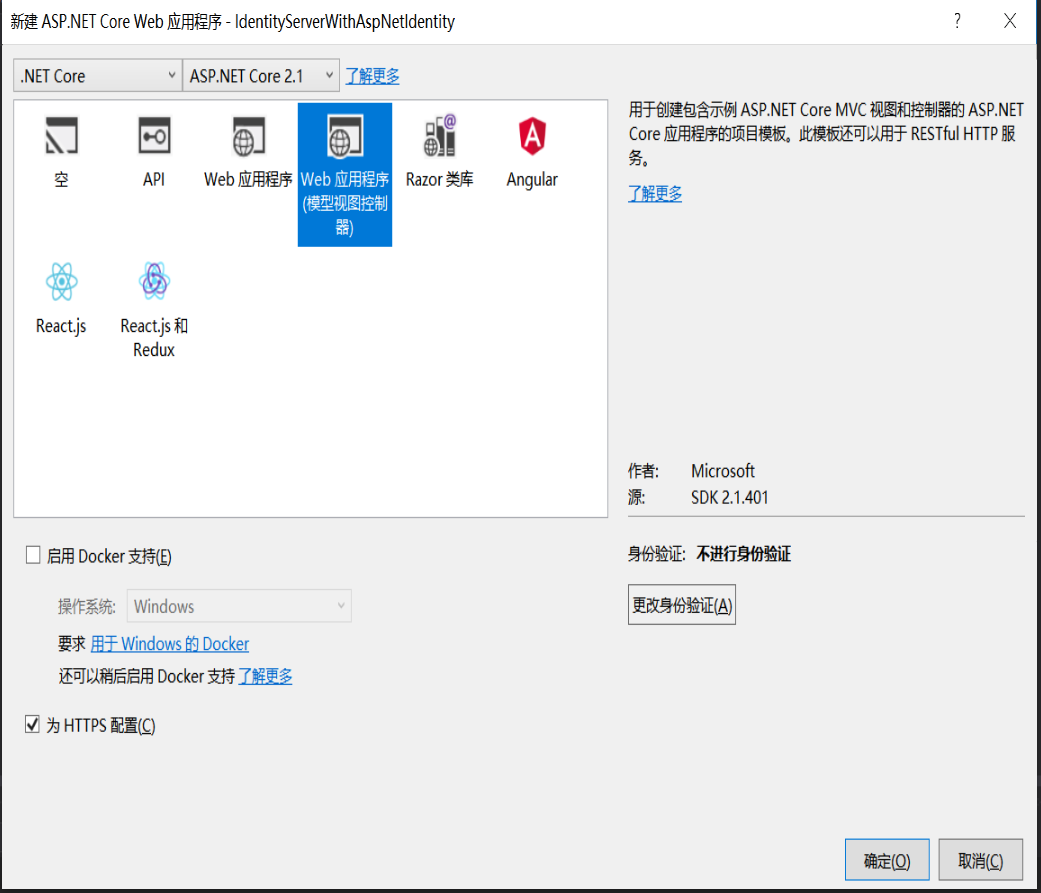 新建 ASP.NET Core Web 应用程序 - IdentityServerWithAspNetIdentity
?
.NET Core
ASP.NET Core 2.1
了解更多
空
API
Web 应用程序
Web 应用程序
(模型视图控制
器)
Razor 类库
Angular
React.js
React.js 和
Redux
用于创建包含示例 ASP.NET Core MVC 视图和控制器的 ASP.NET
Core 应用程序的项目模板。此模板还可以用于 RESTful HTTP 服
务。
了解更多
作者: Microsoft
源: SDK 2.1.401
身份验证: 不进行身份验证
更改身份验证(A)
启用 Docker 支持(E)
操作系统: Windows
要求 用于 Windows 的 Docker
还可以稍后启用 Docker 支持 了解更多
为 HTTPS 配置(C)
确定(O)
取消(C)